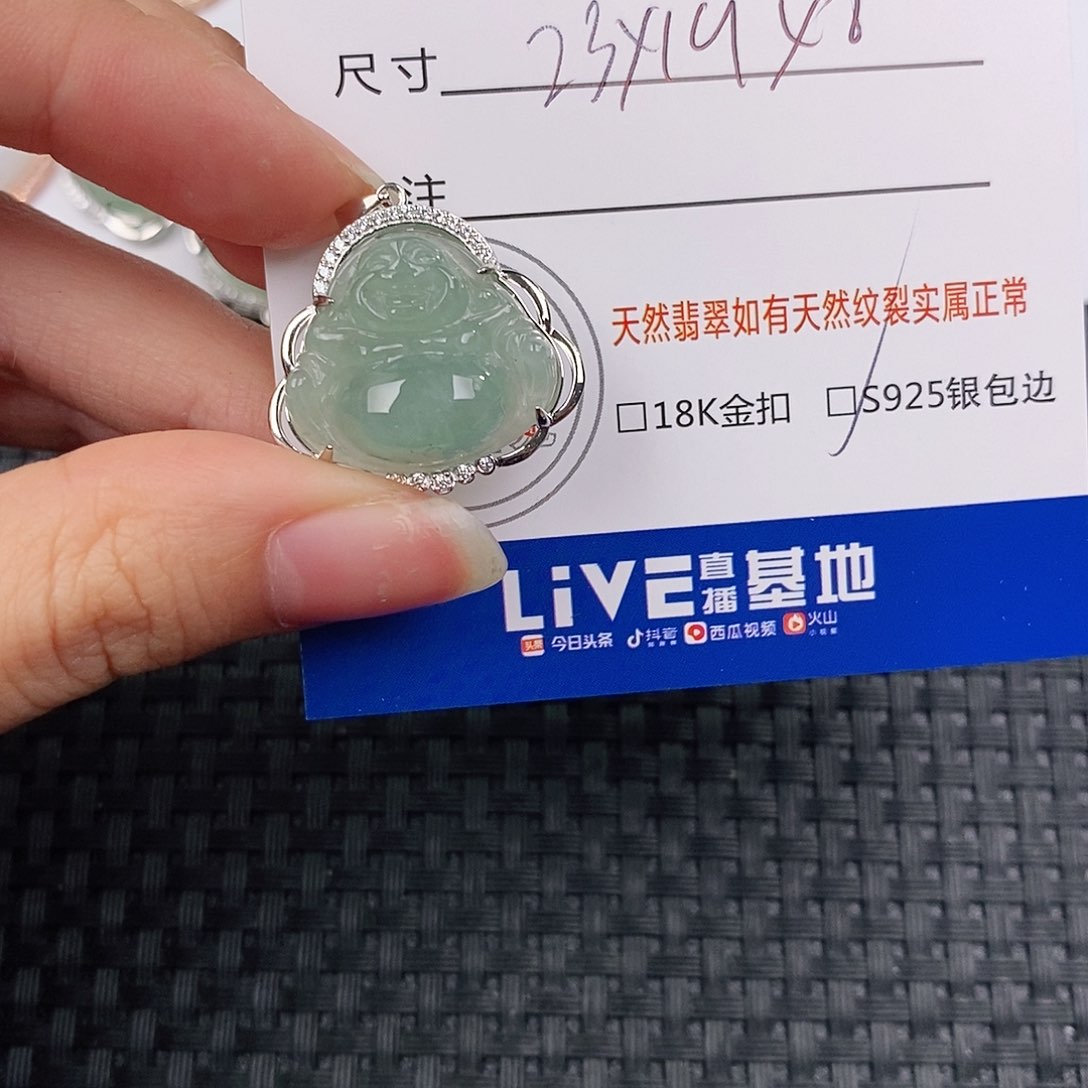 尺寸 23X19X8
注
天然翡翠如有天然纹裂实属正常
□18K金扣 □S925银包边
LiVE直播基地
头条 今日头条 抖音 西瓜视频 火山